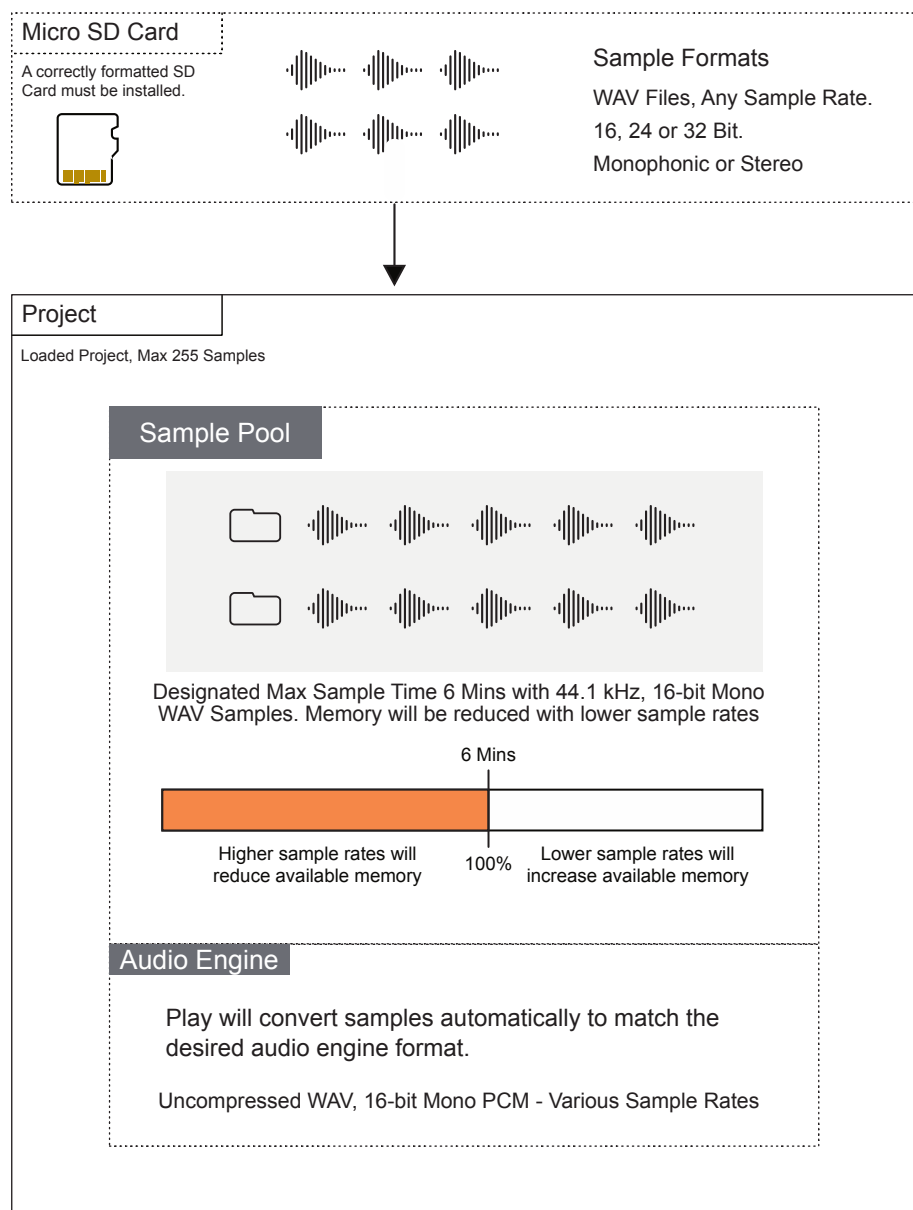 Micro SD Card
A correctly formatted SD
Card must be installed.
Sample Formats
WAV Files, Any Sample Rate.
16, 24 or 32 Bit.
Monophonic or Stereo
Project
Loaded Project, Max 255 Samples
Sample Pool
Designated Max Sample Time 6 Mins with 44.1 kHz, 16-bit Mono
WAV Samples. Memory will be reduced with lower sample rates
6 Mins
Higher sample rates will
reduce available memory
100%
Lower sample rates will
increase available memory
Audio Engine
Play will convert samples automatically to match the
desired audio engine format.
Uncompressed WAV, 16-bit Mono PCM - Various Sample Rates